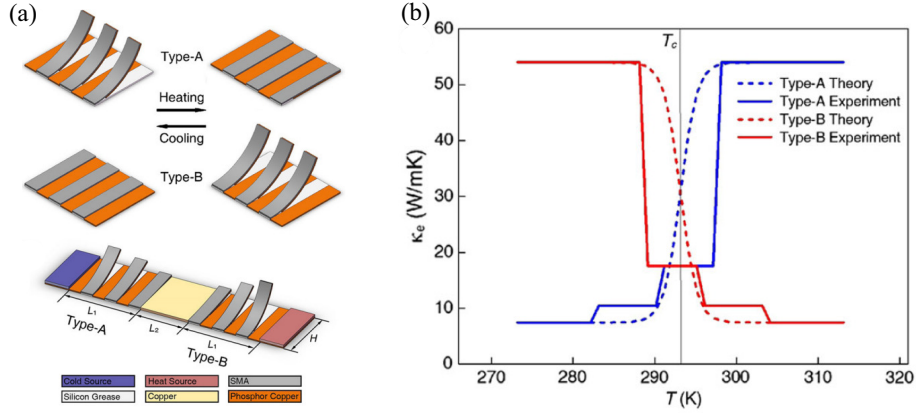 (a)
Type-A
Heating
Cooling
Type-B
L₁
Type-A
L₂
L₁
Type-B
H
Cold Source
Heat Source
SMA
Silicon Grease
Copper
Phosphor Copper
(b)
60
50
40
30
20
10
0
κe (W/mK)
Tc
Type-A Theory
Type-A Experiment
Type-B Theory
Type-B Experiment
270 280 290 300 310
T (K)